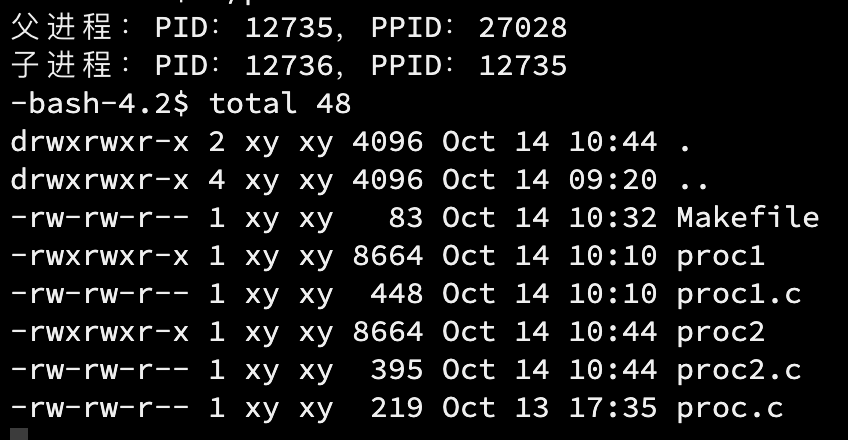 父进程：PID：12735，PPID：27028
子进程：PID：12736，PPID：12735
-bash-4.2$ total 48
drwxrwxr-x 2 xy xy 4096 Oct 14 10:44 .
drwxrwxr-x 4 xy xy 4096 Oct 14 09:20 ..
-rw-rw-r-- 1 xy xy   83 Oct 14 10:32 Makefile
-rwxrwxr-x 1 xy xy 8664 Oct 14 10:10 proc1
-rw-rw-r-- 1 xy xy  448 Oct 14 10:10 proc1.c
-rwxrwxr-x 1 xy xy 8664 Oct 14 10:44 proc2
-rw-rw-r-- 1 xy xy  395 Oct 14 10:44 proc2.c
-rw-rw-r-- 1 xy xy  219 Oct 13 17:35 proc.c